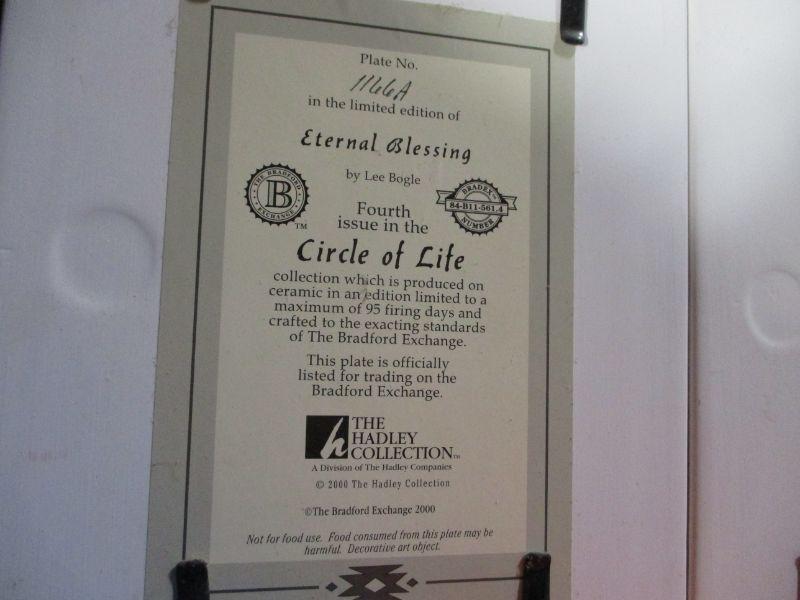 Plate No.
1166A
in the limited edition of
Eternal Blessing
by Lee Bogle
THE BRADFORD
B
EXCHANGE
TM
BRADEX™
84-B11-561.4
NUMBER
Fourth
issue in the
Circle of Life
collection which is produced on
ceramic in an edition limited to a
maximum of 95 firing days and
crafted to the exacting standards
of The Bradford Exchange.
This plate is officially
listed for trading on the
Bradford Exchange.
h
THE
HADLEY
COLLECTION™
A Division of The Hadley Companies
© 2000 The Hadley Collection
©The Bradford Exchange 2000
Not for food use. Food consumed from this plate may be
harmful. Decorative art object.